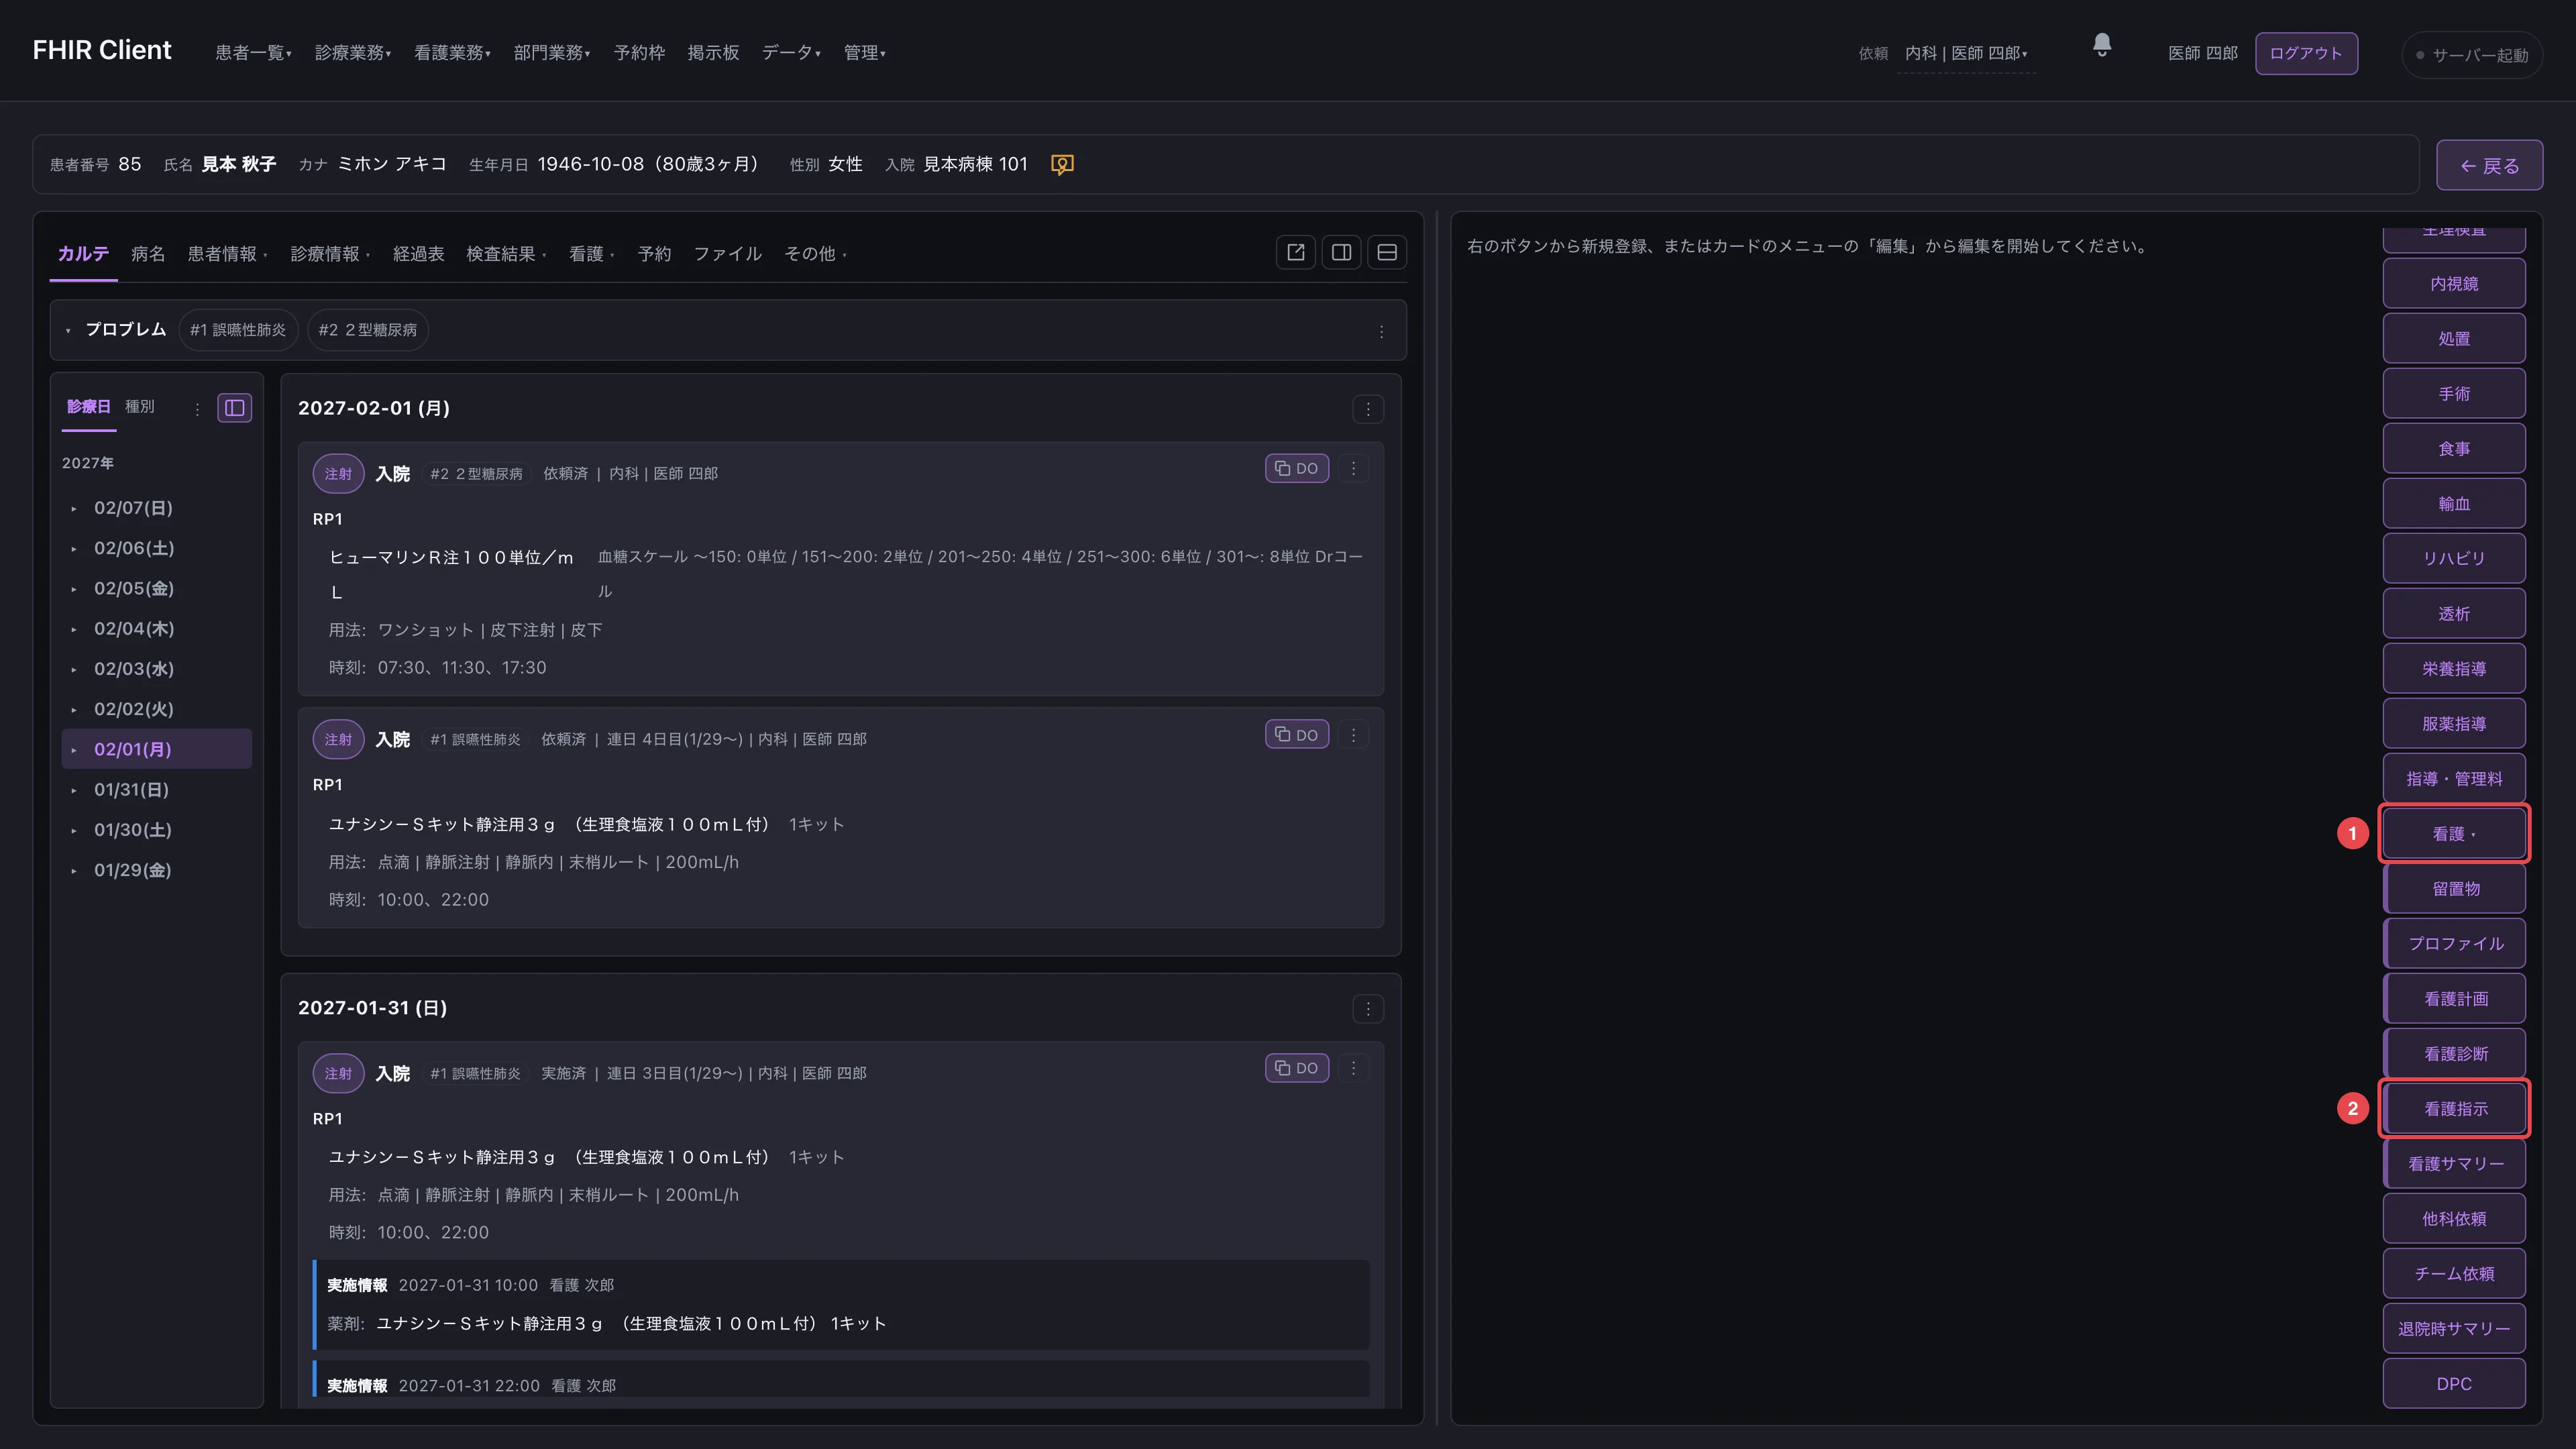 FHIR Client 患者一覧▾ 診療業務▾ 看護業務▾ 部門業務▾ 予約枠 掲示板 データ▾ 管理▾ 依頼 内科 | 医師 四郎▾ 医師 四郎 ログアウト サーバー起動
患者番号 85 氏名 見本 秋子 カナ ミホン アキコ 生年月日 1946-10-08（80歳3ヶ月） 性別 女性 入院 見本病棟 101
← 戻る
カルテ 病名 患者情報 診療情報 経過表 検査結果 看護 予約 ファイル その他
プロブレム #1 誤嚥性肺炎 #2 ２型糖尿病
診療日 種別
2027年
02/07(日)
02/06(土)
02/05(金)
02/04(木)
02/03(水)
02/02(火)
02/01(月)
01/31(日)
01/30(土)
01/29(金)
2027-02-01 (月)
注射 入院 #2 ２型糖尿病 依頼済 | 内科 | 医師 四郎 DO
RP1
ヒューマリンＲ注１００単位／ｍ 血糖スケール 〜150: 0単位 / 151〜200: 2単位 / 201〜250: 4単位 / 251〜300: 6単位 / 301〜: 8単位 Drコー
Ｌ ル
用法: ワンショット | 皮下注射 | 皮下
時刻: 07:30、11:30、17:30
注射 入院 #1 誤嚥性肺炎 依頼済 | 連日 4日目(1/29〜) | 内科 | 医師 四郎 DO
RP1
ユナシン－Ｓキット静注用３ｇ （生理食塩液１００ｍＬ付） 1キット
用法: 点滴 | 静脈注射 | 静脈内 | 末梢ルート | 200mL/h
時刻: 10:00、22:00
2027-01-31 (日)
注射 入院 #1 誤嚥性肺炎 実施済 | 連日 3日目(1/29〜) | 内科 | 医師 四郎 DO
RP1
ユナシン－Ｓキット静注用３ｇ （生理食塩液１００ｍＬ付） 1キット
用法: 点滴 | 静脈注射 | 静脈内 | 末梢ルート | 200mL/h
時刻: 10:00、22:00
実施情報 2027-01-31 10:00 看護 次郎
薬剤: ユナシン－Ｓキット静注用３ｇ （生理食塩液１００ｍＬ付） 1キット
実施情報 2027-01-31 22:00 看護 次郎
右のボタンから新規登録、またはカードのメニューの「編集」から編集を開始してください。
生理検査
内視鏡
処置
手術
食事
輸血
リハビリ
透析
栄養指導
服薬指導
指導・管理料
1 看護
留置物
プロファイル
看護計画
看護診断
2 看護指示
看護サマリー
他科依頼
チーム依頼
退院時サマリー
DPC